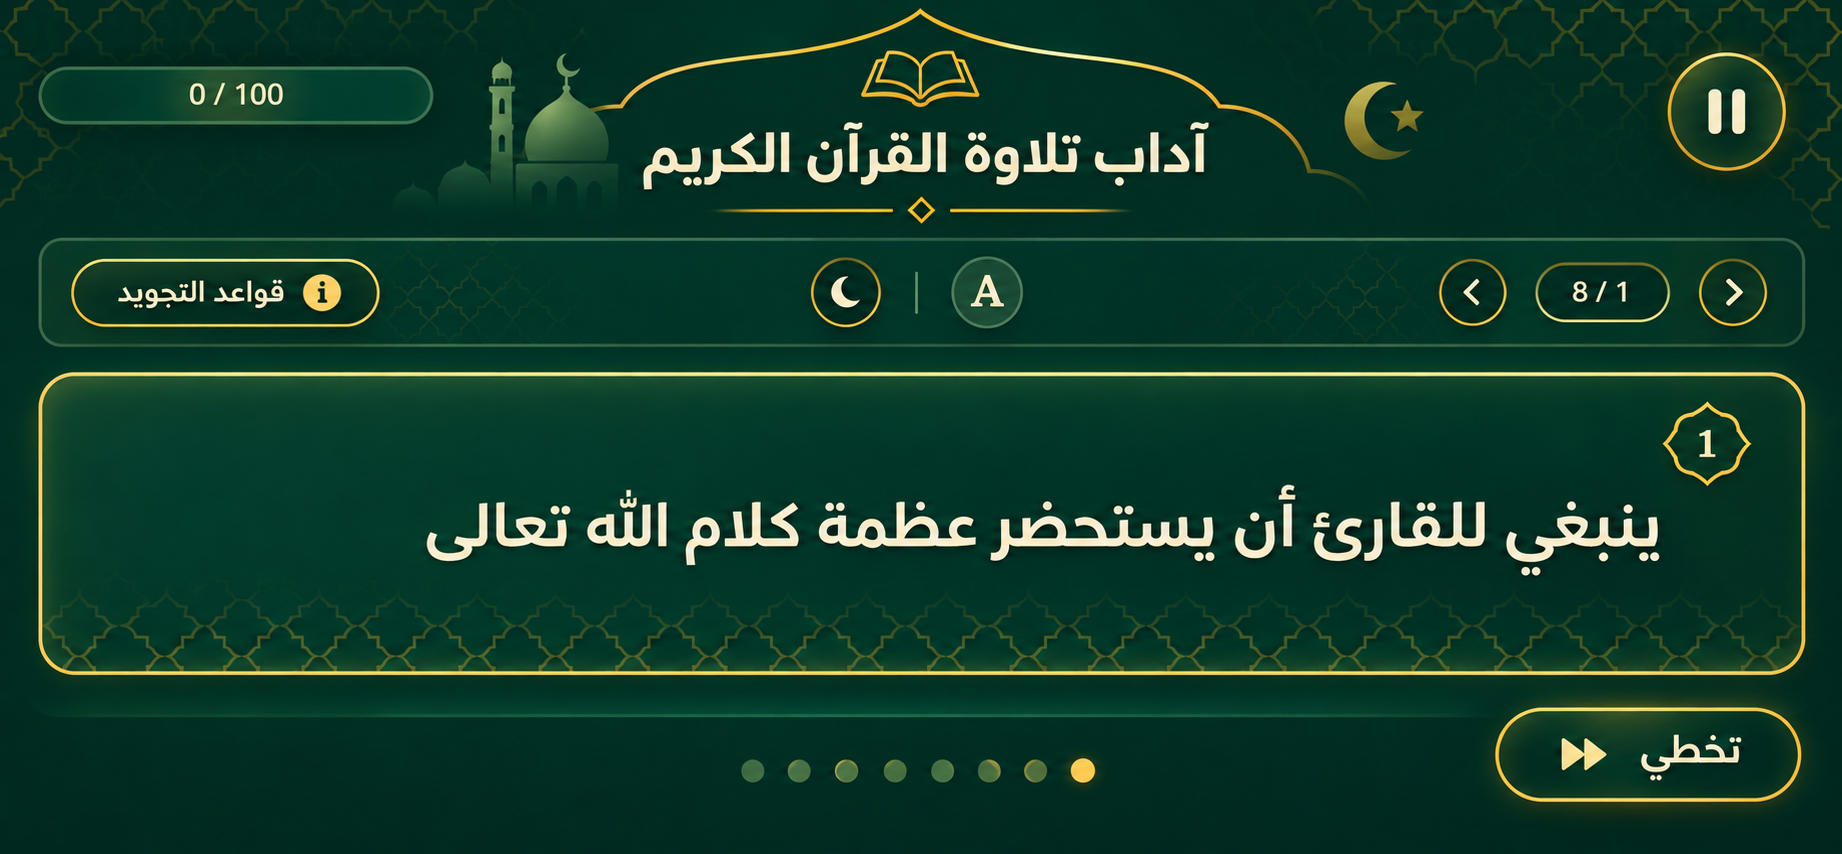 0 / 100
آداب تلاوة القرآن الكريم
8 / 1
A
قواعد التجويد
1
ينبغي للقارئ أن يستحضر عظمة كلام الله تعالى
تخطي